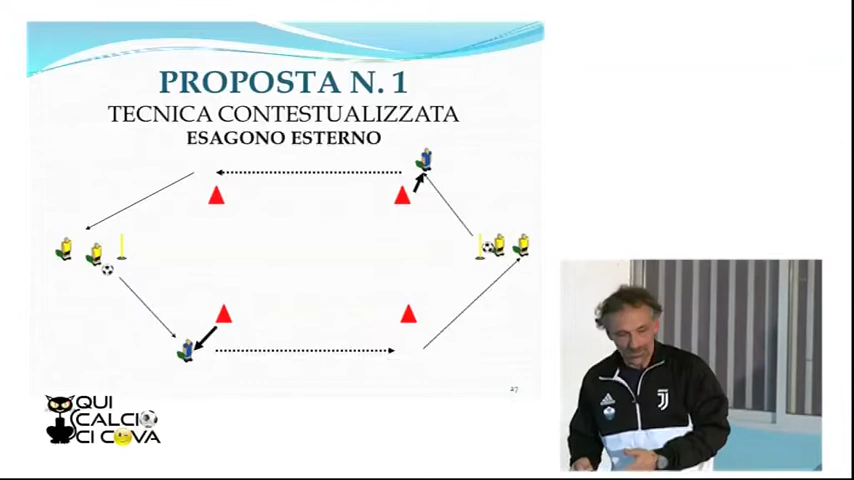 PROPOSTA N. 1
TECNICA CONTESTUALIZZATA
ESAGONO ESTERNO
27
QUI
CALCIO
CI COVA